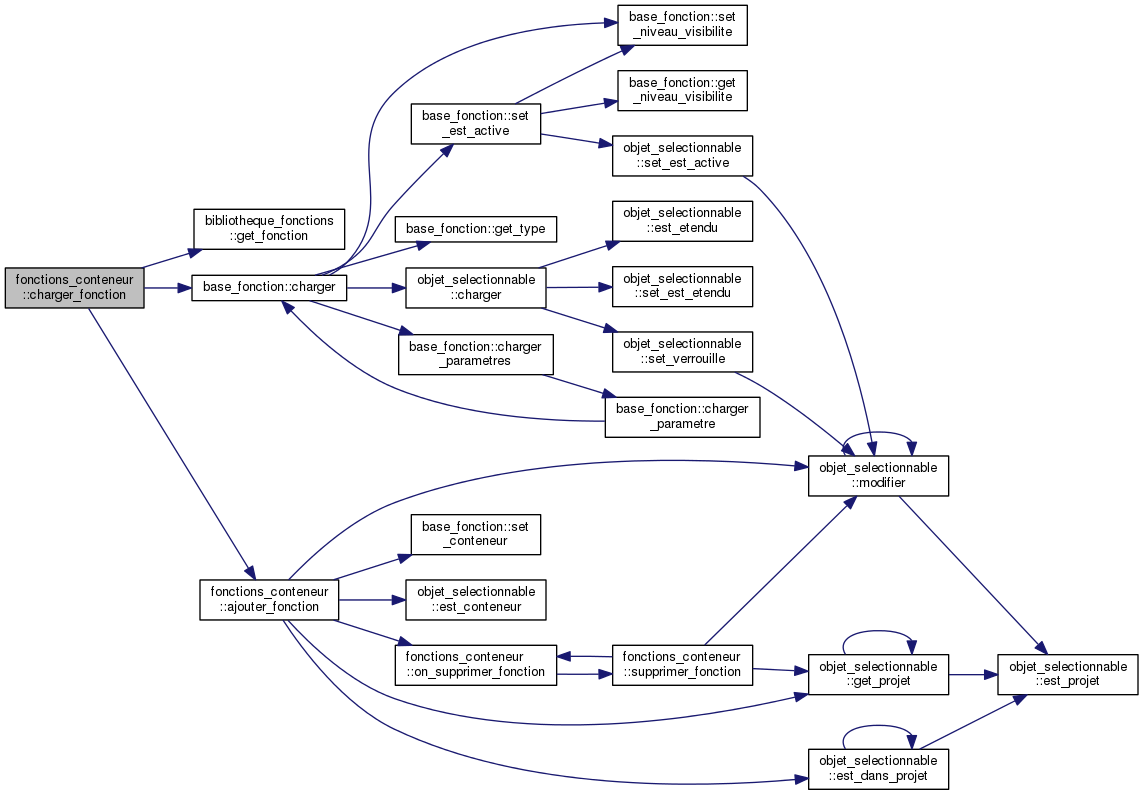 base_fonction::set
_niveau_visibilite
base_fonction::get
_niveau_visibilite
base_fonction::set
_est_active
objet_selectionnable
::set_est_active
bibliotheque_fonctions
::get_fonction
base_fonction::get_type
objet_selectionnable
::est_etendu
fonctions_conteneur
::charger_fonction
base_fonction::charger
objet_selectionnable
::charger
objet_selectionnable
::set_est_etendu
base_fonction::charger
_parametres
objet_selectionnable
::set_verrouille
base_fonction::charger
_parametre
objet_selectionnable
::modifier
base_fonction::set
_conteneur
fonctions_conteneur
::ajouter_fonction
objet_selectionnable
::est_conteneur
fonctions_conteneur
::on_supprimer_fonction
fonctions_conteneur
::supprimer_fonction
objet_selectionnable
::get_projet
objet_selectionnable
::est_projet
objet_selectionnable
::est_dans_projet